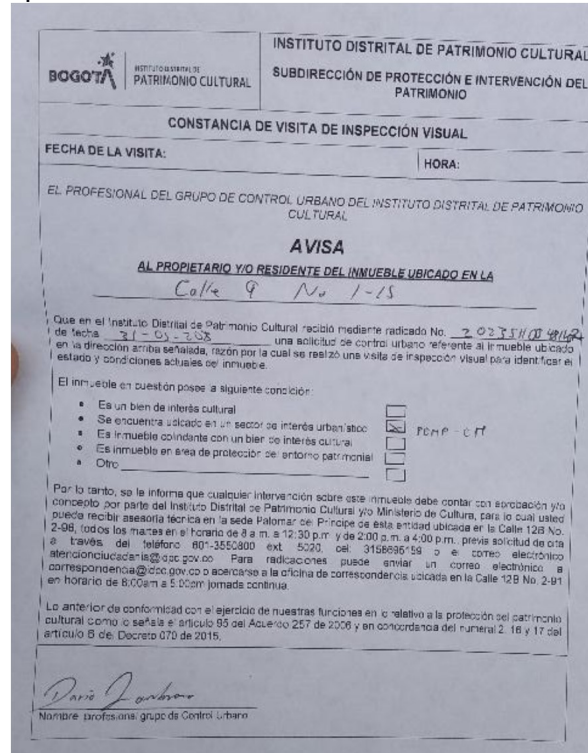 INSTITUTO DISTRITAL DE PATRIMONIO CULTURAL
BOGOTÁ
INSTITUTO DISTRITAL DE
PATRIMONIO CULTURAL
SUBDIRECCIÓN DE PROTECCIÓN E INTERVENCIÓN DEL
PATRIMONIO
CONSTANCIA DE VISITA DE INSPECCIÓN VISUAL
FECHA DE LA VISITA:
HORA:
EL PROFESIONAL DEL GRUPO DE CONTROL URBANO DEL INSTITUTO DISTRITAL DE PATRIMONIO
CULTURAL
AVISA
AL PROPIETARIO Y/O RESIDENTE DEL INMUEBLE UBICADO EN LA
Calle 9 No 1-15
Que en el Instituto Distrital de Patrimonio Cultural recibió mediante radicado No.
de fecha una solicitud de control urbano referente al inmueble ubicado
en la dirección arriba señalada, razón por la cual se realizó una visita de inspección visual para identificar el
estado y condiciones actuales del inmueble.
El inmueble en cuestión posee la siguiente condición:
• Es un bien de interés cultural
• Se encuentra ubicado en un sector de interés urbanístico PEMP - CH
• Es inmueble colindante con un bien de interés cultural
• Es inmueble en área de protección del entorno patrimonial
• Otro
Por lo tanto, se le informa que cualquier intervención sobre este inmueble debe contar con aprobación y/o
concepto por parte del Instituto Distrital de Patrimonio Cultural y/o Ministerio de Cultura, para lo cual usted
puede recibir asesoría técnica en la sede Palomar del Príncipe de esta entidad ubicada en la Calle 12B No.
2-96, todos los martes en el horario de 8 a.m. a 12:30 p.m y de 2:00 p.m. a 4:00 p.m., previa solicitud de cita
a través del teléfono 601-3550800 ext. 5020, cel: o e correo electrónico
atencionciudadania@idpc.gov.co Para radicaciones puede enviar un correo electrónico a
correspondencia@idpc.gov.co o acercarse a la oficina de correspondencia ubicada en la Calle 12B No. 2-91
en horario de 8:00am a 5:00pm jornada continua.
Lo anterior de conformidad con el ejercicio de nuestras funciones en lo relativo a la protección del patrimonio
cultural como lo señala el artículo 95 del Acuerdo 257 de 2006 y en concordancia del numeral 2, 16 y 17 del
artículo 6 del Decreto 070 de 2015.
Dario
Nombre profesional grupo de Control Urbano